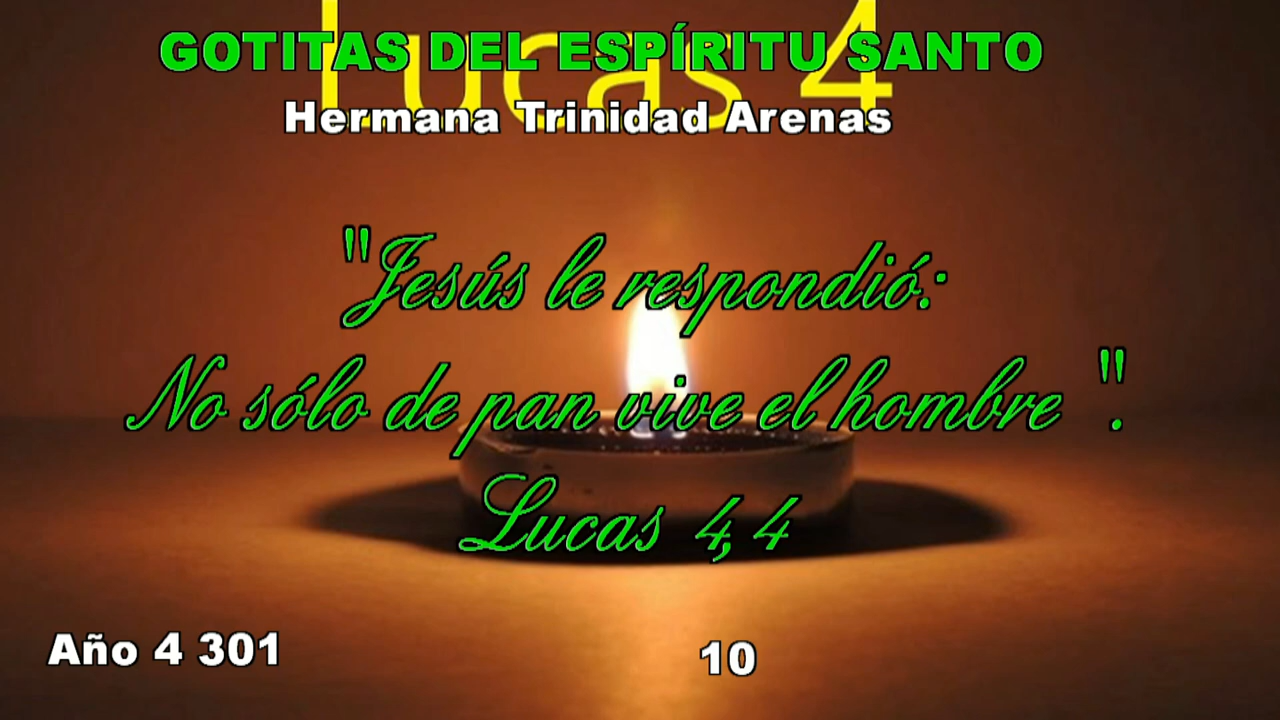 Lucas 4
GOTITAS DEL ESPÍRITU SANTO
Hermana Trinidad Arenas
"Jesús le respondió:
No sólo de pan vive el hombre ".
Lucas 4,4
Año 4 301
10